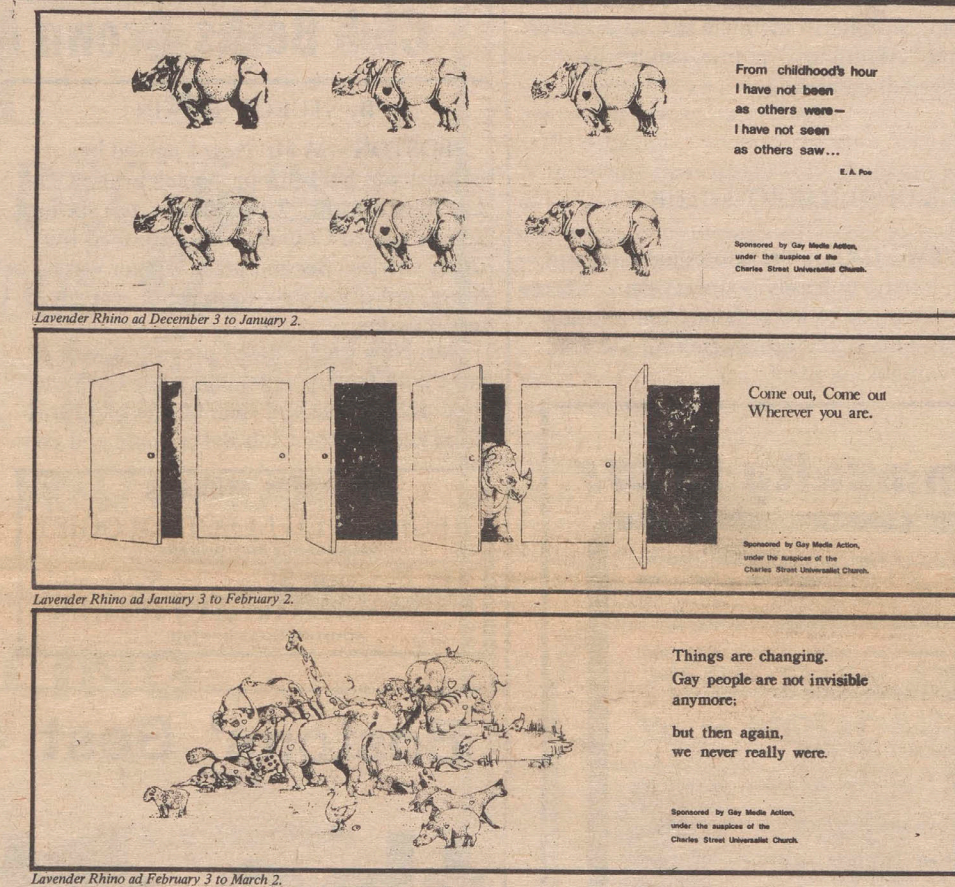 From childhood's hour
I have not been
as others were—
I have not seen
as others saw...
E. A. Poe
Sponsored by Gay Media Action,
under the auspices of the
Charles Street Universalist Church.
Lavender Rhino ad December 3 to January 2.
Come out, Come out
Wherever you are.
Sponsored by Gay Media Action,
under the auspices of the
Charles Street Universalist Church.
Lavender Rhino ad January 3 to February 2.
Things are changing.
Gay people are not invisible
anymore;
but then again,
we never really were.
Sponsored by Gay Media Action,
under the auspices of the
Charles Street Universalist Church.
Lavender Rhino ad February 3 to March 2.